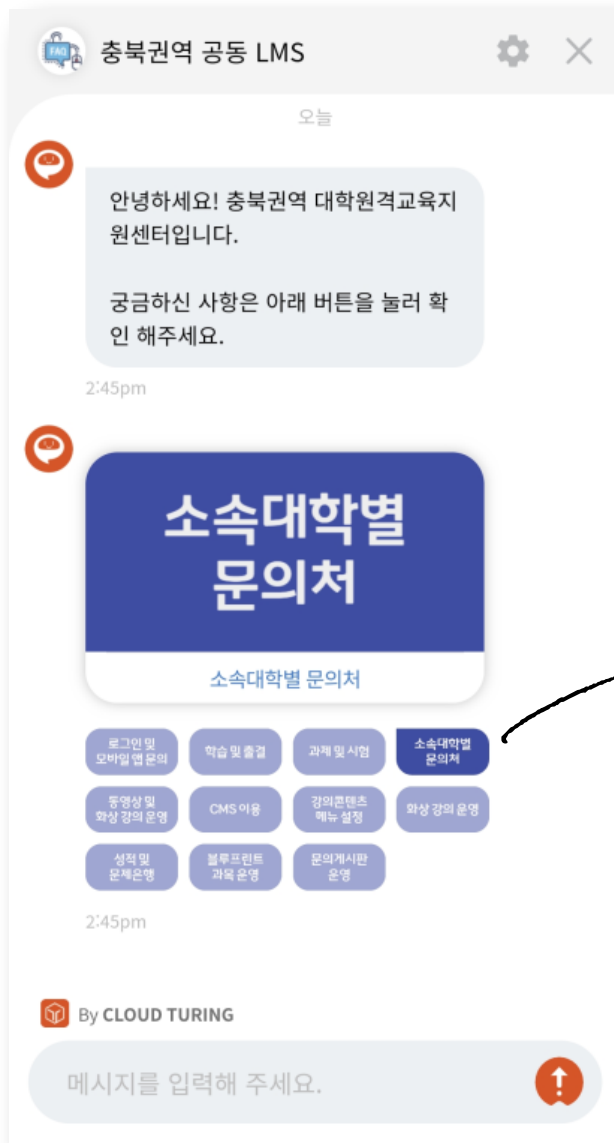 FAQ
충북권역 공동 LMS
오늘
안녕하세요! 충북권역 대학원격교육지
원센터입니다.
궁금하신 사항은 아래 버튼을 눌러 확
인 해주세요.
2:45pm
소속대학별
문의처
소속대학별 문의처
로그인 및
모바일 앱 문의
학습 및 출결
과제 및 시험
소속대학별
문의처
동영상 및
화상 강의 운영
CMS 이용
강의콘텐츠
메뉴 설정
화상 강의 운영
성적 및
문제은행
블루프린트
과목 운영
문의게시판
운영
2:45pm
By CLOUD TURING
메시지를 입력해 주세요.